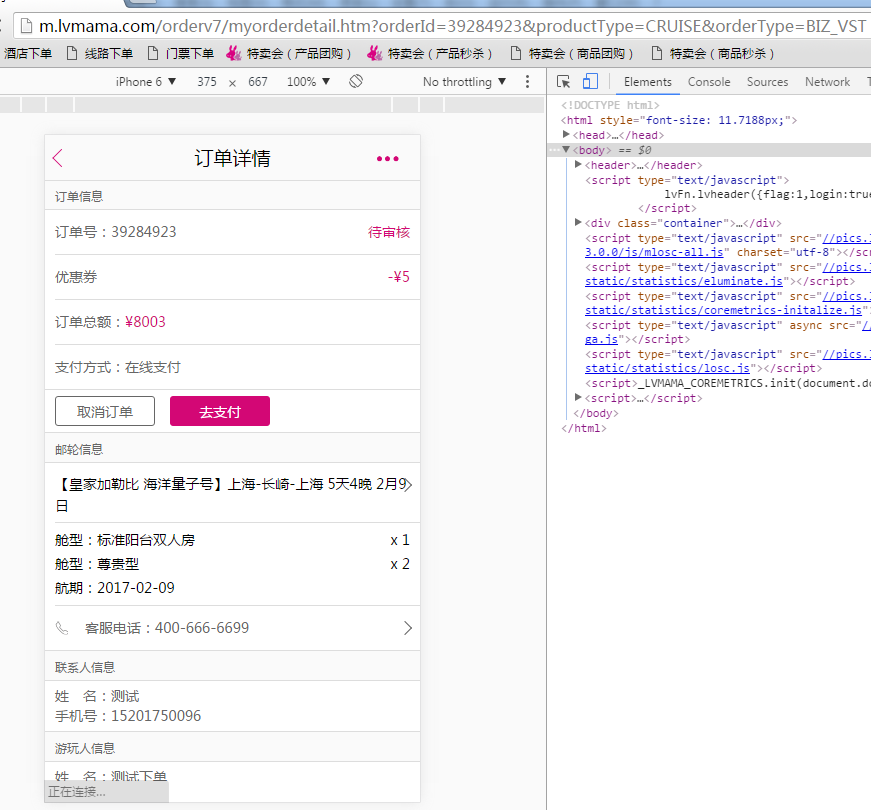 m.lvmama.com/orderv7/myorderdetail.htm?orderId=39284923&productType=CRUISE&orderType=BIZ_VST
酒店下单 线路下单 门票下单 特卖会（产品团购） 特卖会（产品秒杀） 特卖会（商品团购） 特卖会（商品秒杀）
iPhone 6 ▼ 375 × 667 100% ▼ No throttling ▼
Elements Console Sources Network
订单详情
订单信息
订单号：39284923 待审核
优惠券 -¥5
订单总额：¥8003
支付方式：在线支付
取消订单 去支付
邮轮信息
【皇家加勒比 海洋量子号】上海-长崎-上海 5天4晚 2月9
日
舱型：标准阳台双人房 x 1
舱型：尊贵型 x 2
航期：2017-02-09
客服电话：400-666-6699
联系人信息
姓 名：测试
手机号：15201750096
游玩人信息
姓 名：测试下单
正在连接...
<!DOCTYPE html>
<html style="font-size: 11.7188px;">
<head>…</head>
<body> == $0
<header>…</header>
<script type="text/javascript">
lvFn.lvheader({flag:1,login:true
</script>
<div class="container">…</div>
<script type="text/javascript" src="//pics.
3.0.0/js/mlosc-all.js" charset="utf-8"></scr
<script type="text/javascript" src="//pics.
static/statistics/eluminate.js"></script>
<script type="text/javascript" src="//pics.
static/statistics/coremetrics-initalize.js"
<script type="text/javascript" async src="//
ga.js"></script>
<script type="text/javascript" src="//pics.
static/statistics/losc.js"></script>
<script>_LVMAMA_COREMETRICS.init(document.do
<script>…</script>
</body>
</html>